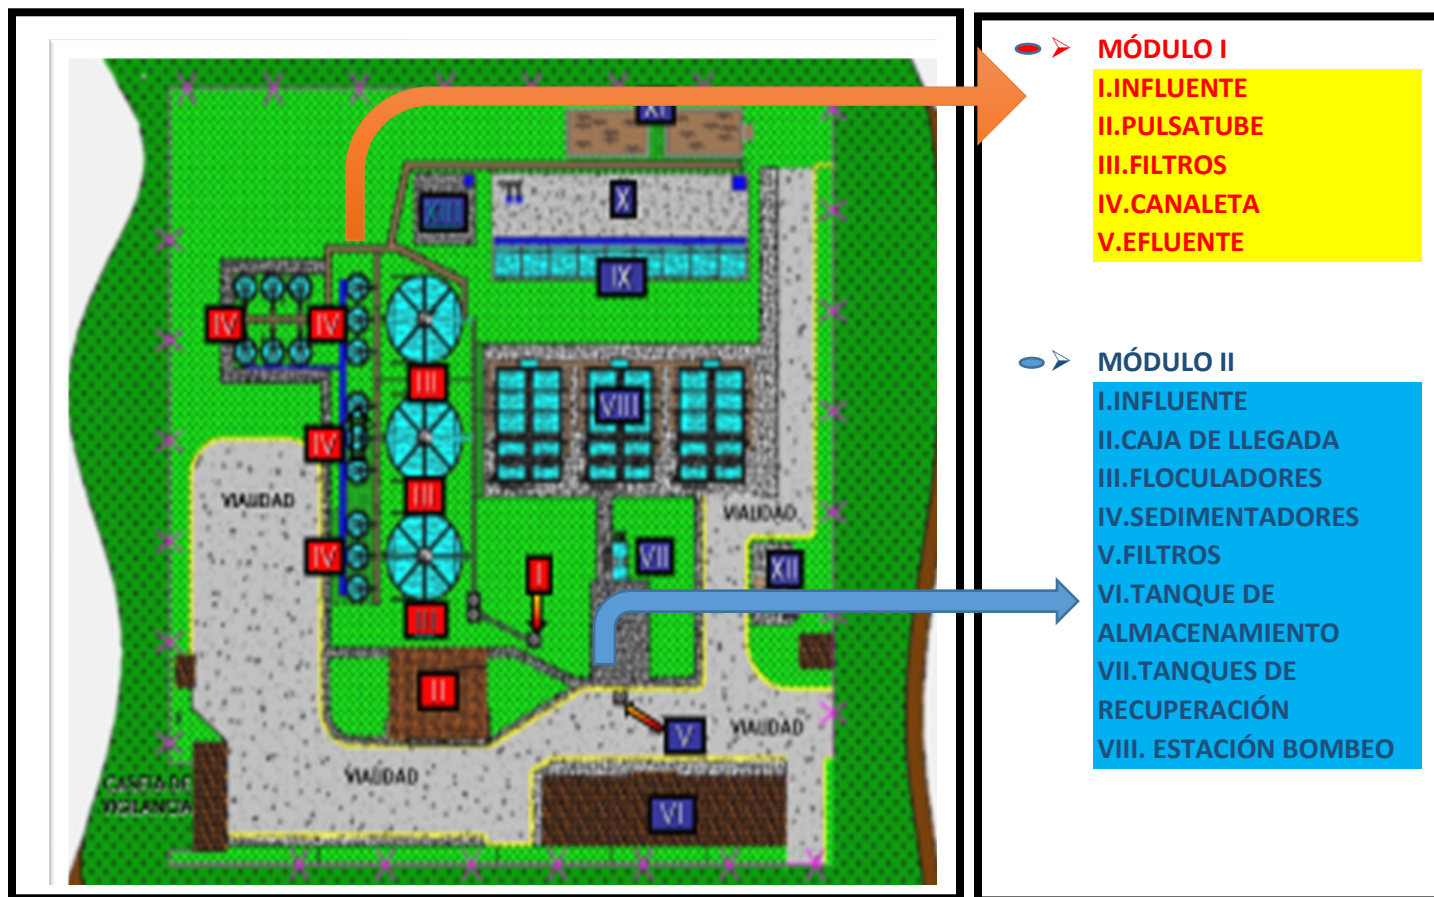 XI
X
XIII
IX
IV
IV
III
VIII
IV
III
VIALIDAD
VIALIDAD
IV
VII
XII
I
III
II
V
VIALIDAD
VIALIDAD
CASETA DE
VIGILANCIA
VI
MÓDULO I
I.INFLUENTE
II.PULSATUBE
III.FILTROS
IV.CANALETA
V.EFLUENTE
MÓDULO II
I.INFLUENTE
II.CAJA DE LLEGADA
III.FLOCULADORES
IV.SEDIMENTADORES
V.FILTROS
VI.TANQUE DE
ALMACENAMIENTO
VII.TANQUES DE
RECUPERACIÓN
VIII. ESTACIÓN BOMBEO